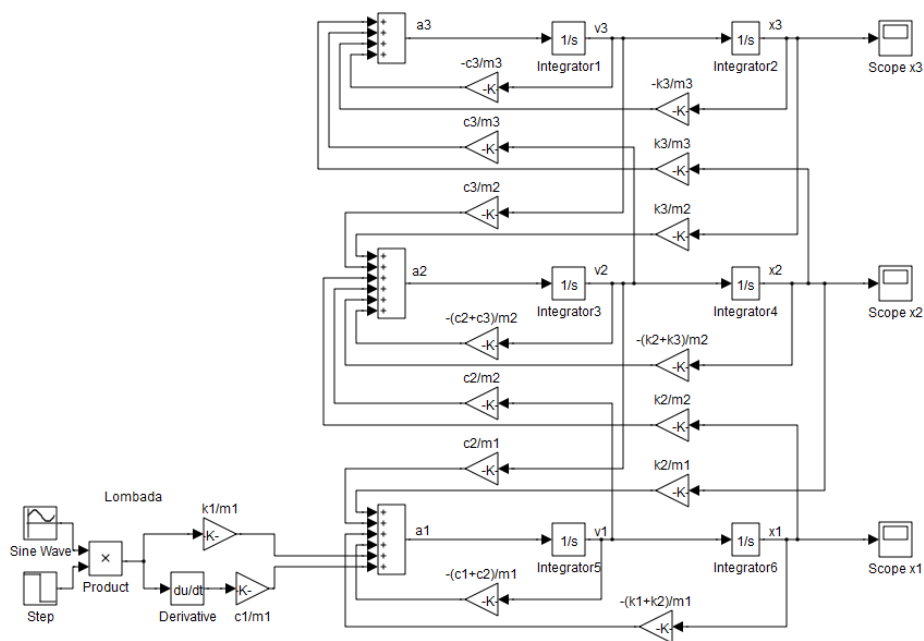 a3
1/s
v3
1/s
x3
Integrator1
Integrator2
Scope x3
-c3/m3
-K-
-k3/m3
-K-
c3/m3
-K-
k3/m3
-K-
c3/m2
-K-
k3/m2
-K-
a2
1/s
v2
1/s
x2
Integrator3
Integrator4
Scope x2
-(c2+c3)/m2
-K-
-(k2+k3)/m2
-K-
c2/m2
-K-
k2/m2
-K-
c2/m1
-K-
k2/m1
-K-
Lombada
k1/m1
-K-
Sine Wave
×
Product
a1
1/s
v1
1/s
x1
Integrator5
Integrator6
Scope x1
du/dt
-K-
Step
Derivative
c1/m1
-(c1+c2)/m1
-K-
-(k1+k2)/m1
-K-